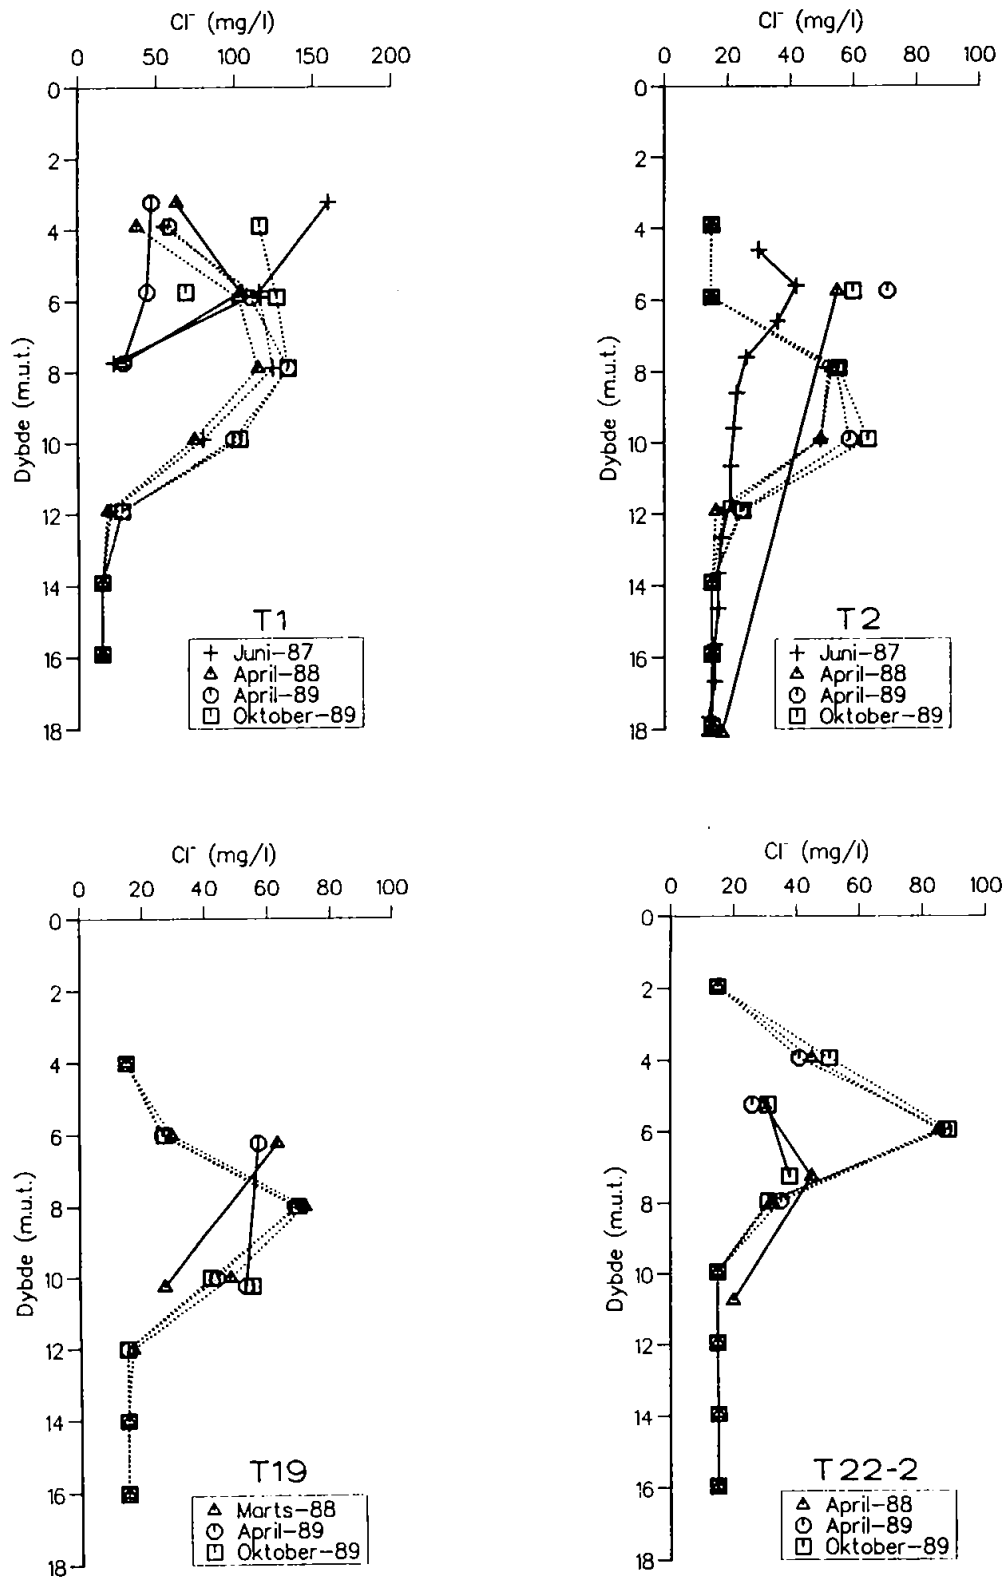 Cl⁻ (mg/l)
0 50 100 150 200
0
2
4
6
8
10
12
14
16
18
Dybde (m.u.t.)
T1
Juni-87
April-88
April-89
Oktober-89
Cl⁻ (mg/l)
0 20 40 60 80 100
0
2
4
6
8
10
12
14
16
18
Dybde (m.u.t.)
T2
Juni-87
April-88
April-89
Oktober-89
Cl⁻ (mg/l)
0 20 40 60 80 100
0
2
4
6
8
10
12
14
16
18
Dybde (m.u.t.)
T19
Marts-88
April-89
Oktober-89
Cl⁻ (mg/l)
0 20 40 60 80 100
0
2
4
6
8
10
12
14
16
18
Dybde (m.u.t.)
T22-2
April-88
April-89
Oktober-89